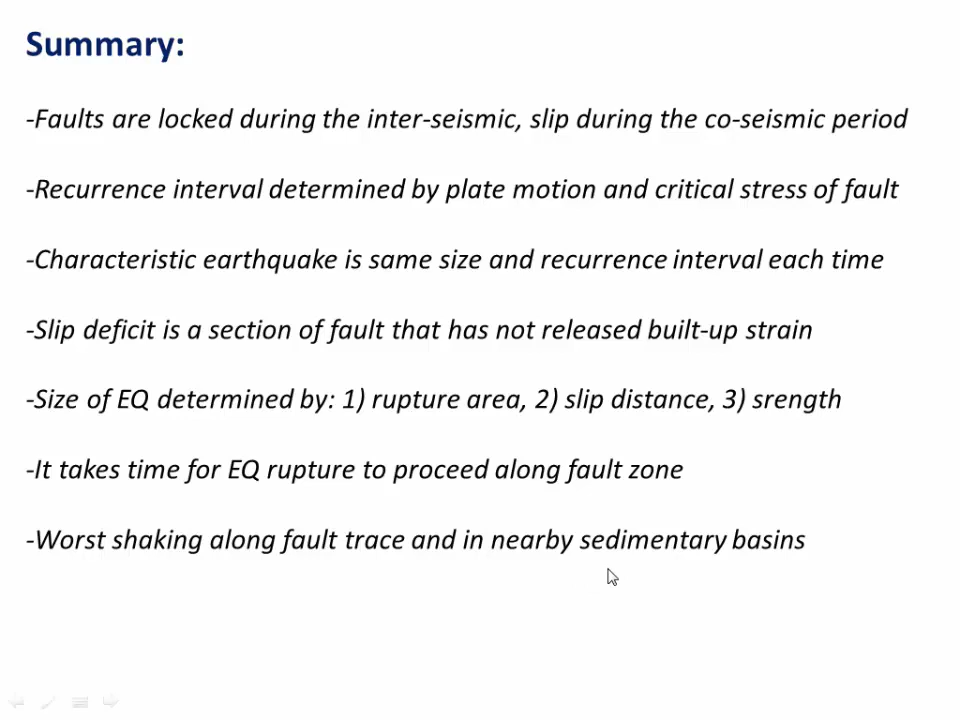 Summary:
-Faults are locked during the inter-seismic, slip during the co-seismic period
-Recurrence interval determined by plate motion and critical stress of fault
-Characteristic earthquake is same size and recurrence interval each time
-Slip deficit is a section of fault that has not released built-up strain
-Size of EQ determined by: 1) rupture area, 2) slip distance, 3) srength
-It takes time for EQ rupture to proceed along fault zone
-Worst shaking along fault trace and in nearby sedimentary basins